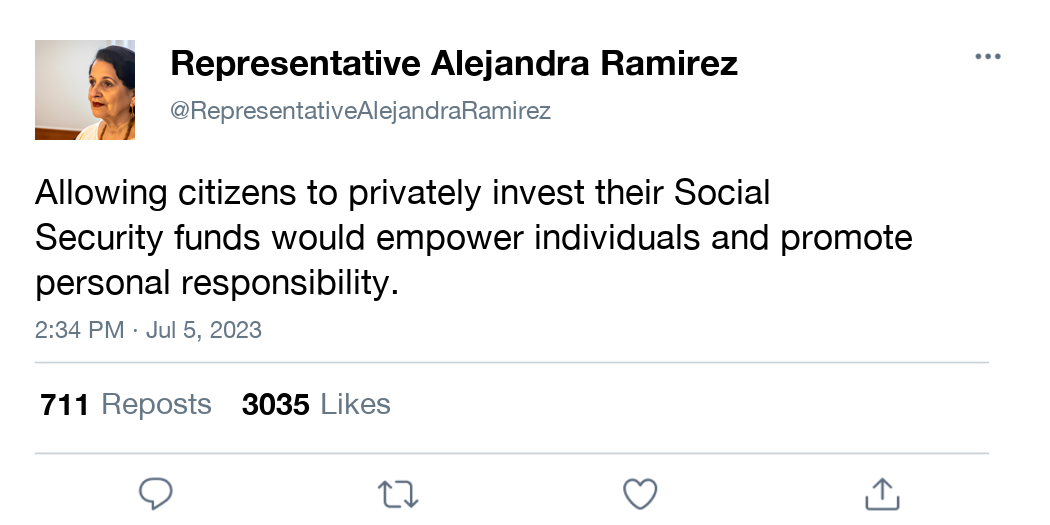 Representative Alejandra Ramirez
@RepresentativeAlejandraRamirez
Allowing citizens to privately invest their Social
Security funds would empower individuals and promote
personal responsibility.
2:34 PM · Jul 5, 2023
711 Reposts 3035 Likes